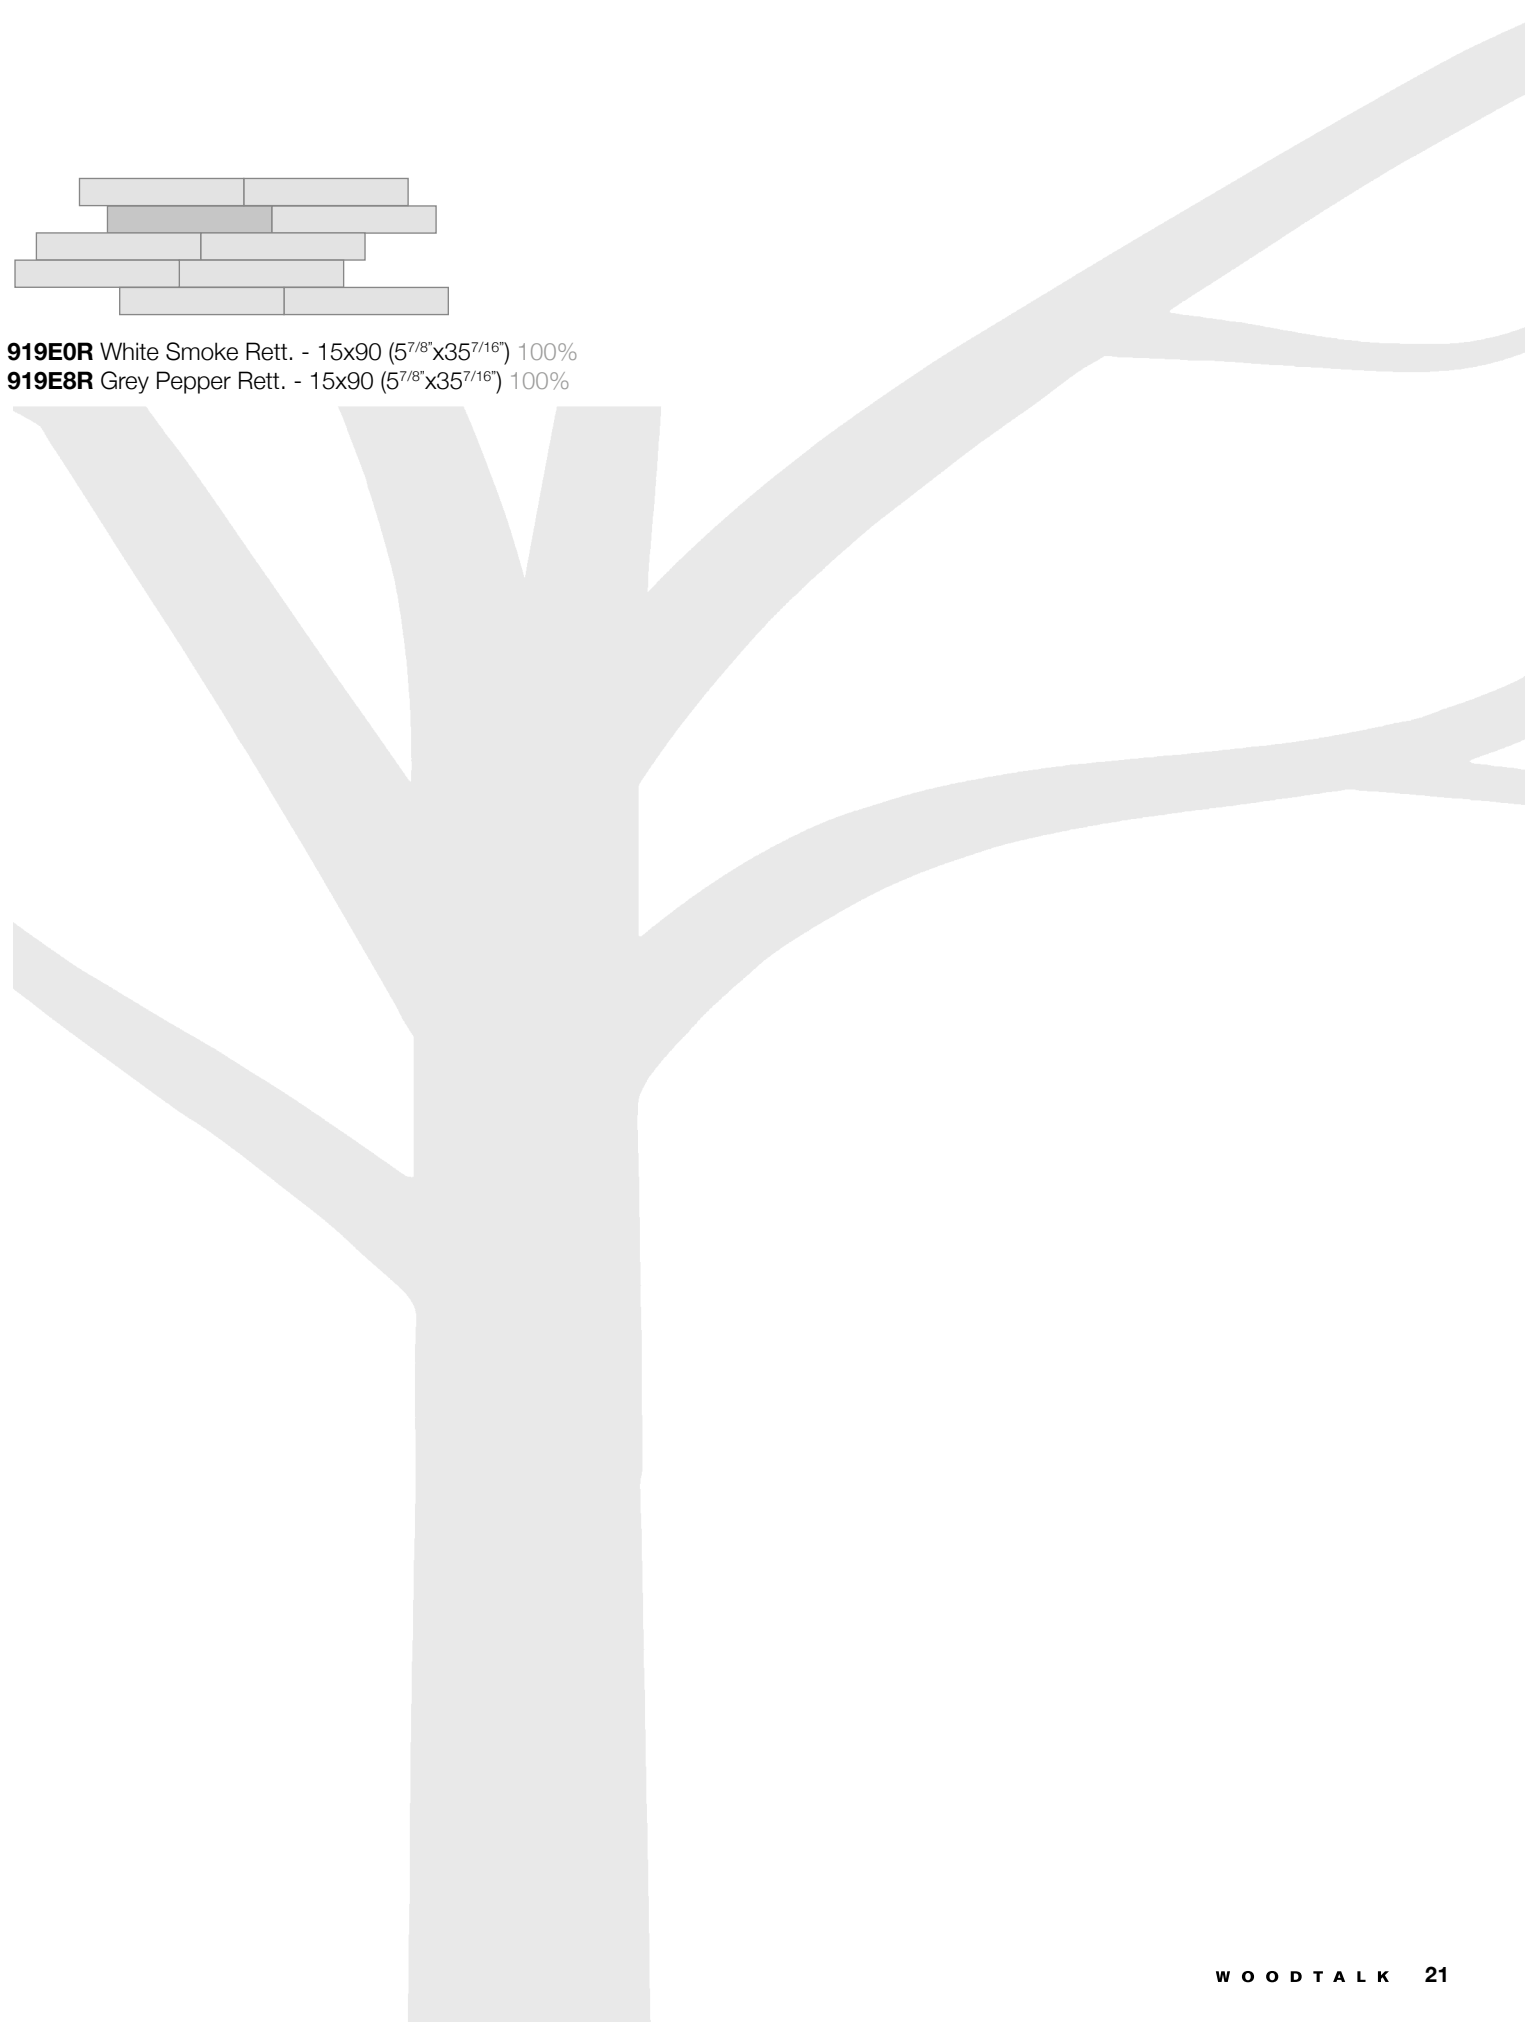 919E0R White Smoke Rett. - 15x90 (5⁷/⁸”x35⁷/¹⁶”) 100%
919E8R Grey Pepper Rett. - 15x90 (5⁷/⁸”x35⁷/¹⁶”) 100%
WOODTALK 21